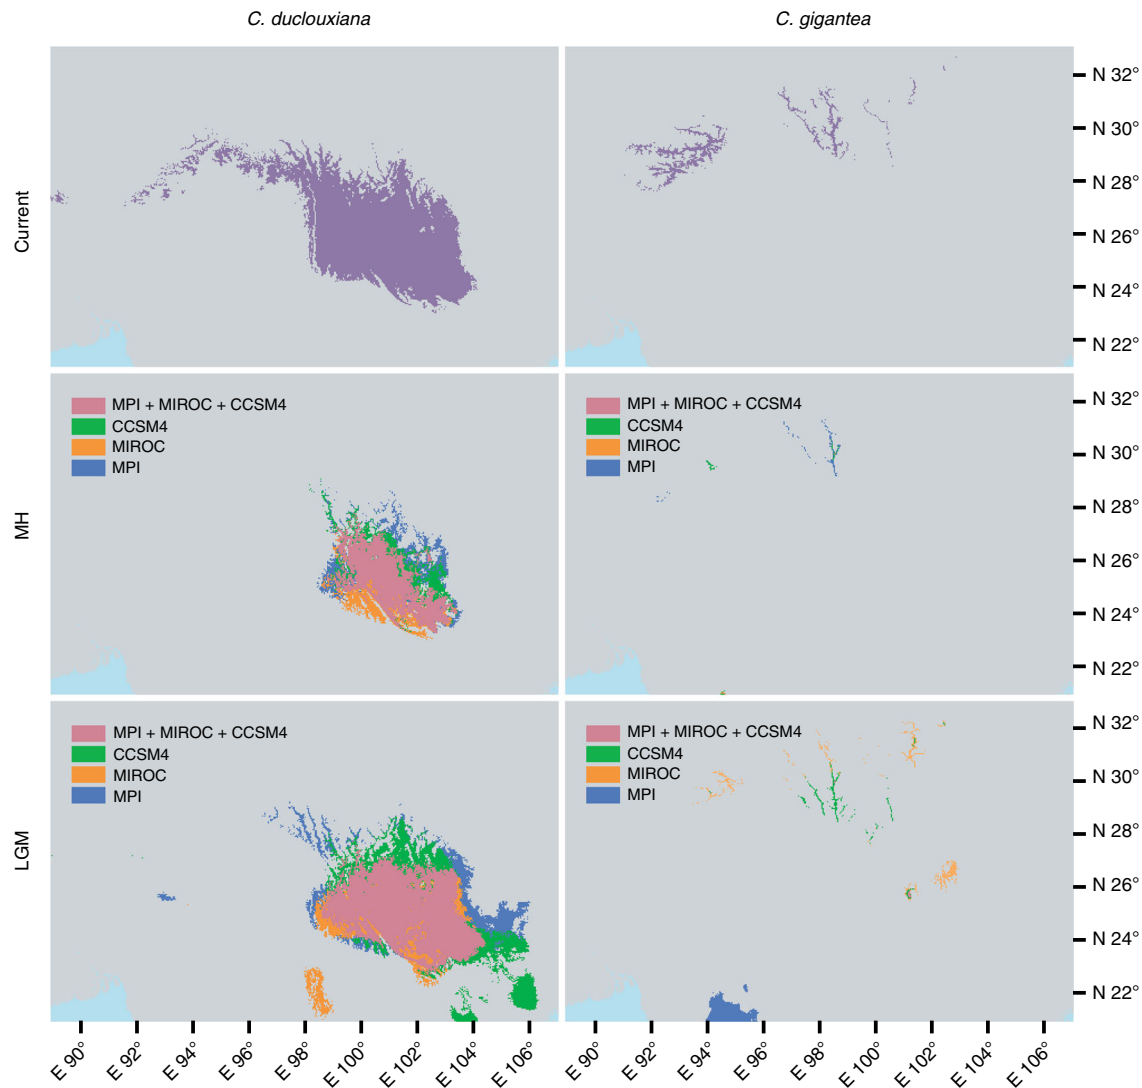 C. duclouxiana
C. gigantea
Current
N 32°
N 30°
N 28°
N 26°
N 24°
N 22°
MH
MPI + MIROC + CCSM4
CCSM4
MIROC
MPI
MPI + MIROC + CCSM4
CCSM4
MIROC
MPI
N 32°
N 30°
N 28°
N 26°
N 24°
N 22°
LGM
MPI + MIROC + CCSM4
CCSM4
MIROC
MPI
MPI + MIROC + CCSM4
CCSM4
MIROC
MPI
N 32°
N 30°
N 28°
N 26°
N 24°
N 22°
E 90°
E 92°
E 94°
E 96°
E 98°
E 100°
E 102°
E 104°
E 106°
E 90°
E 92°
E 94°
E 96°
E 98°
E 100°
E 102°
E 104°
E 106°